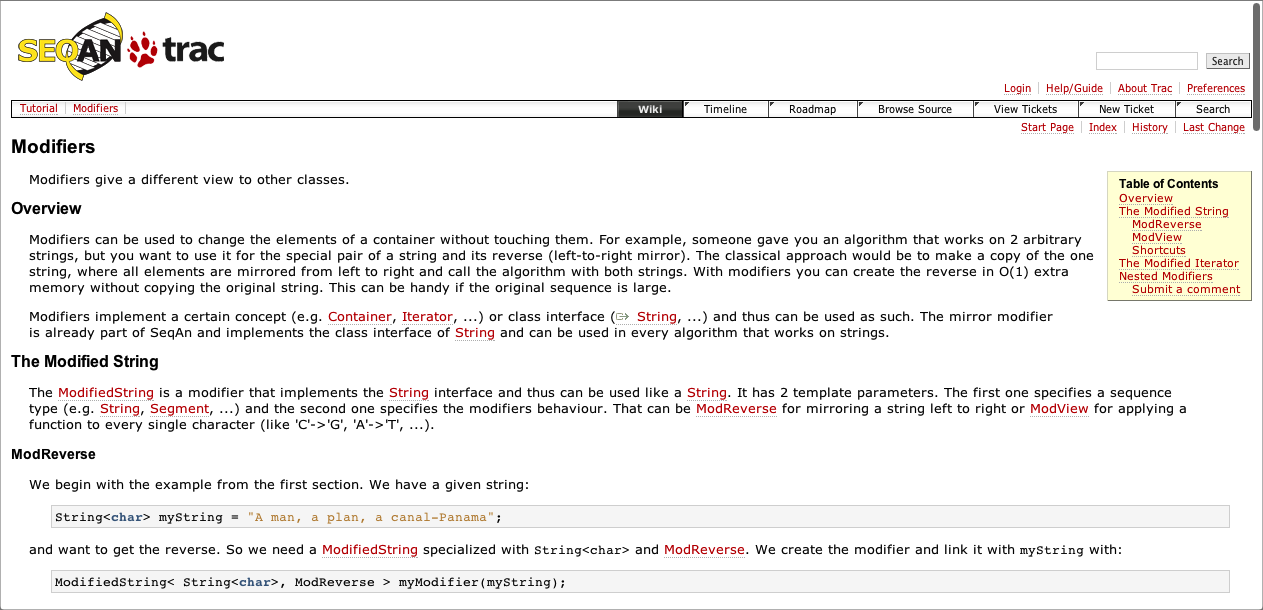 SEQAN trac
Search
Login Help/Guide About Trac Preferences
Tutorial Modifiers Wiki Timeline Roadmap Browse Source View Tickets New Ticket Search
Start Page Index History Last Change
Modifiers
Modifiers give a different view to other classes.
Table of Contents
Overview
The Modified String
ModReverse
ModView
Shortcuts
The Modified Iterator
Nested Modifiers
Submit a comment
Overview
Modifiers can be used to change the elements of a container without touching them. For example, someone gave you an algorithm that works on 2 arbitrary
strings, but you want to use it for the special pair of a string and its reverse (left-to-right mirror). The classical approach would be to make a copy of the one
string, where all elements are mirrored from left to right and call the algorithm with both strings. With modifiers you can create the reverse in O(1) extra
memory without copying the original string. This can be handy if the original sequence is large.
Modifiers implement a certain concept (e.g. Container, Iterator, ...) or class interface (String, ...) and thus can be used as such. The mirror modifier
is already part of SeqAn and implements the class interface of String and can be used in every algorithm that works on strings.
The Modified String
The ModifiedString is a modifier that implements the String interface and thus can be used like a String. It has 2 template parameters. The first one specifies a sequence
type (e.g. String, Segment, ...) and the second one specifies the modifiers behaviour. That can be ModReverse for mirroring a string left to right or ModView for applying a
function to every single character (like 'C'->'G', 'A'->'T', ...).
ModReverse
We begin with the example from the first section. We have a given string:
String<char> myString = "A man, a plan, a canal-Panama";
and want to get the reverse. So we need a ModifiedString specialized with String<char> and ModReverse. We create the modifier and link it with myString with:
ModifiedString< String<char>, ModReverse > myModifier(myString);